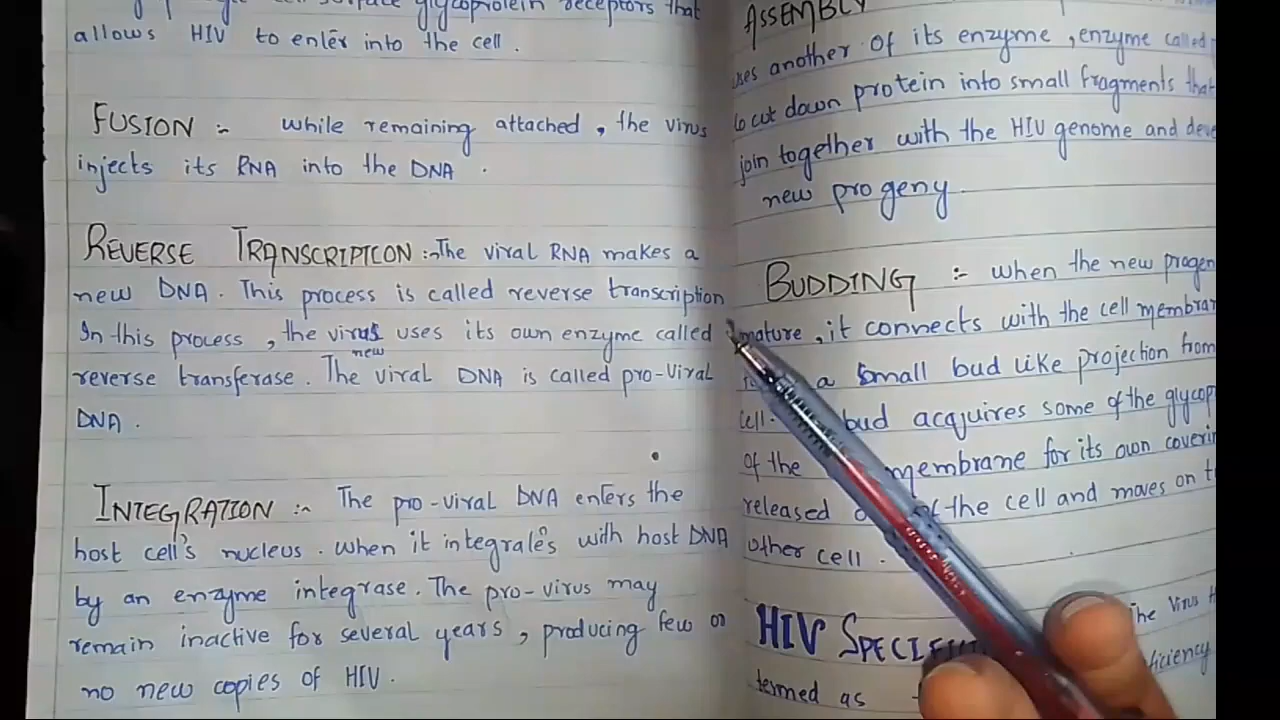 glycoprotein receptors that
allows HIV to enter into the cell.
FUSION :- while remaining attached, the virus
injects its RNA into the DNA.
REVERSE TRANSCRIPTION :- The viral RNA makes a
new DNA. This process is called reverse transcription
In this process, the virus uses its own enzyme called
reverse transferase. The new viral DNA is called pro-viral
DNA.
INTEGRATION :- The pro-viral DNA enters the
host cell's nucleus. when it integrates with host DNA
by an enzyme integrase. The pro-virus may
remain inactive for several years, producing few or
no new copies of HIV.
ASSEMBLY
uses another of its enzyme, enzyme called
to cut down protein into small fragments that
join together with the HIV genome and
new progeny
BUDDING :- when the new
mature, it connects with the cell
a small bud like projection from
cell. bud acquires some of the
of the membrane for its own
released of the cell and moves on
other cell.
HIV The virus
termed as